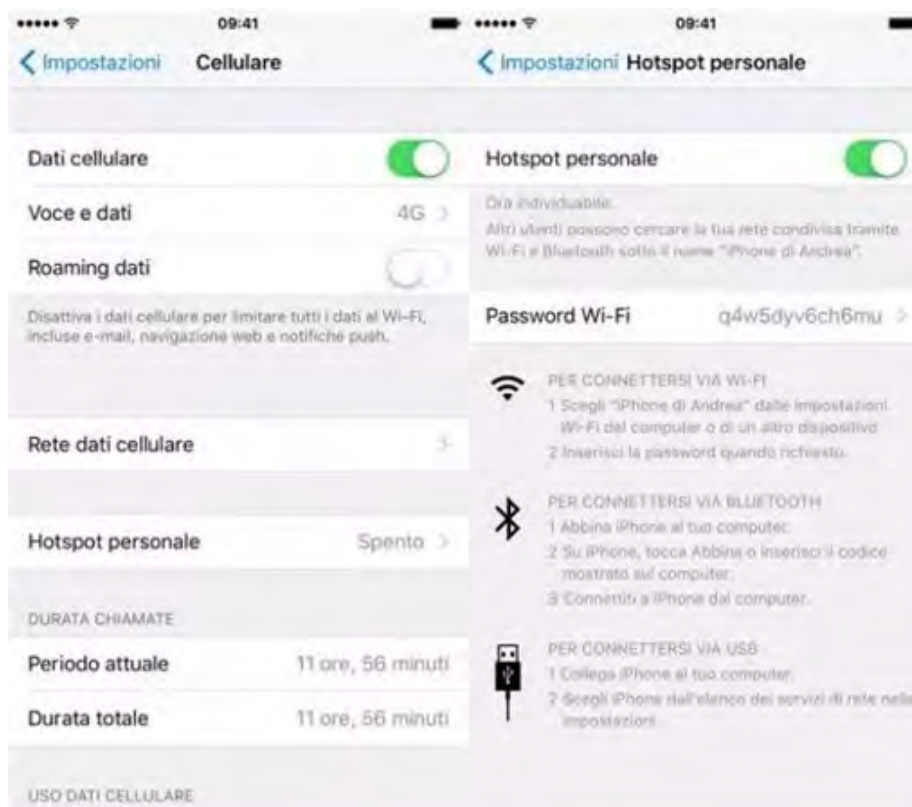 09:41
Impostazioni Cellulare
Dati cellulare
Voce e dati 4G
Roaming dati
Disattiva i dati cellulare per limitare tutti i dati al Wi-Fi,
incluse e-mail, navigazione web e notifiche push.
Rete dati cellulare
Hotspot personale Spento
DURATA CHIAMATE
Periodo attuale 11 ore, 56 minuti
Durata totale 11 ore, 56 minuti
USO DATI CELLULARE
09:41
Impostazioni Hotspot personale
Hotspot personale
Ora individuabile.
Altri utenti possono cercare la tua rete condivisa tramite
Wi-Fi e Bluetooth sotto il nome "iPhone di Andrea".
Password Wi-Fi q4w5dyv6ch6mu
PER CONNETTERSI VIA WI-FI
1 Scegli "iPhone di Andrea" dalle impostazioni
Wi-Fi del computer o di un altro dispositivo
2 Inserisci la password quando richiesto.
PER CONNETTERSI VIA BLUETOOTH
1 Abbina iPhone al tuo computer.
2 Su iPhone, tocca Abbina o inserisci il codice
mostrato sul computer.
3 Connettiti a iPhone dal computer.
PER CONNETTERSI VIA USB
1 Collega iPhone al tuo computer.
2 Scegli iPhone dall'elenco dei servizi di rete nelle
impostazioni.